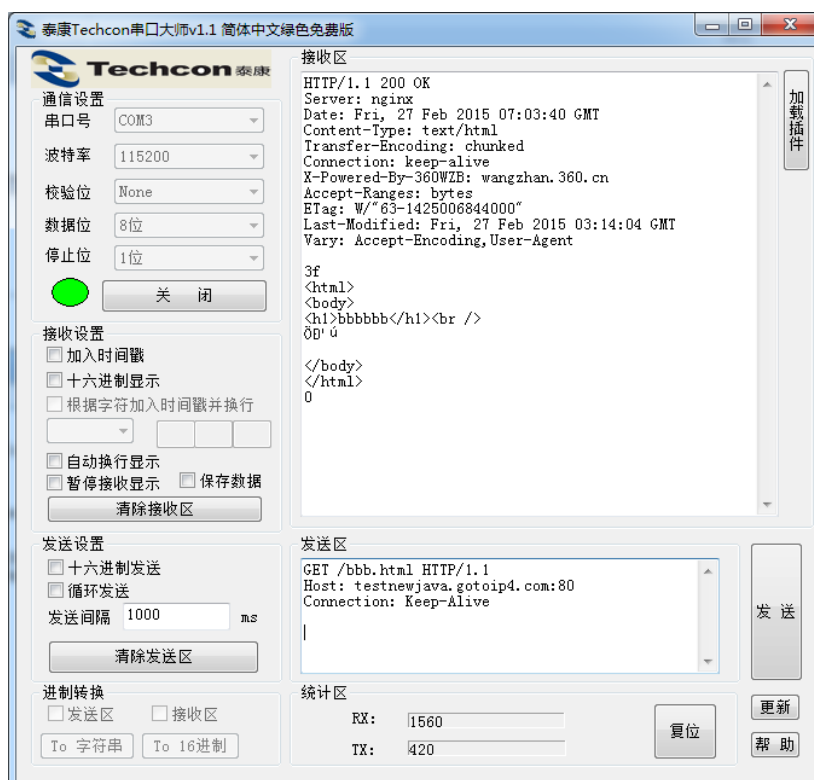 泰康Techcon串口大师v1.1 简体中文绿色免费版
Techcon 泰康
通信设置
串口号 COM3
波特率 115200
校验位 None
数据位 8位
停止位 1位
关 闭
接收设置
加入时间戳
十六进制显示
根据字符加入时间戳并换行
自动换行显示
暂停接收显示 保存数据
清除接收区
发送设置
十六进制发送
循环发送
发送间隔 1000 ms
清除发送区
进制转换
发送区 接收区
To 字符串 To 16进制
接收区
HTTP/1.1 200 OK
Server: nginx
Date: Fri, 27 Feb 2015 07:03:40 GMT
Content-Type: text/html
Transfer-Encoding: chunked
Connection: keep-alive
X-Powered-By-360WZB: wangzhan.360.cn
Accept-Ranges: bytes
ETag: W/"63-1425006844000"
Last-Modified: Fri, 27 Feb 2015 03:14:04 GMT
Vary: Accept-Encoding,User-Agent
3f
<html>
<body>
<h1>bbbbbb</h1><br />
ÖÐ'ú
</body>
</html>
0
加载插件
发送区
GET /bbb.html HTTP/1.1
Host: testnewjava.gotoip4.com:80
Connection: Keep-Alive
发 送
统计区
RX: 1560
TX: 420
复位
更新
帮 助